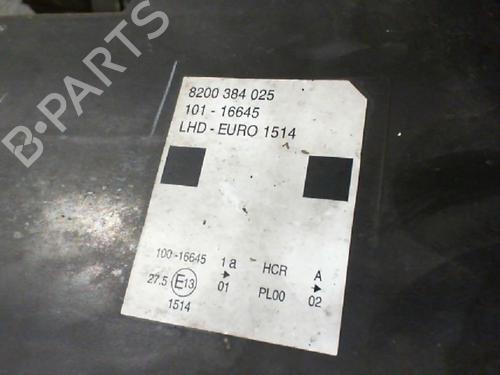 8200 384 025
101 - 16645
LHD - EURO 1514
100 - 16645 1a HCR A
27.5 E13 01 PL00 02
1514
B-PARTS